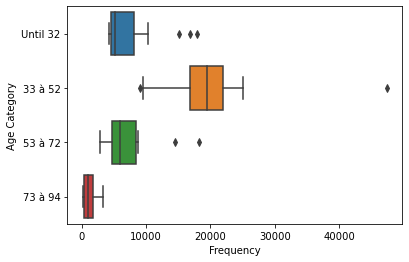 Until 32
33 à 52
53 à 72
73 à 94
Age Category
0 10000 20000 30000 40000
Frequency